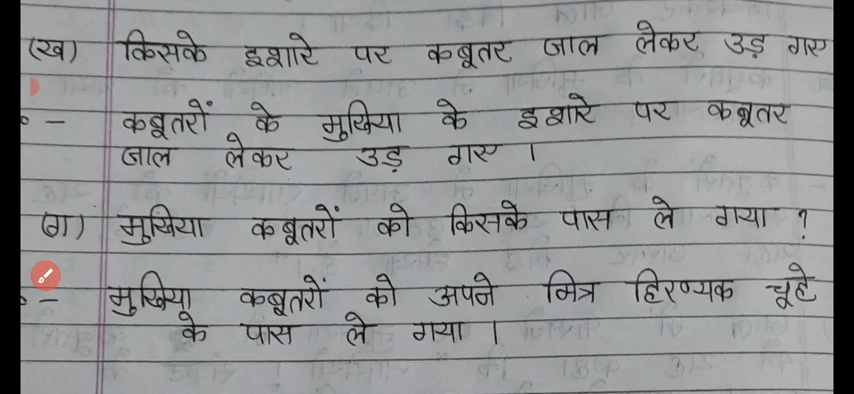 (ख) किसके इशारे पर कबूतर जाल लेकर उड़ गए
- कबूतरों के मुखिया के इशारे पर कबूतर
जाल लेकर उड़ गए ।
(ग) मुखिया कबूतरों को किसके पास ले गया ?
- मुखिया कबूतरों को अपने मित्र हिरण्यक चूहे
के पास ले गया ।